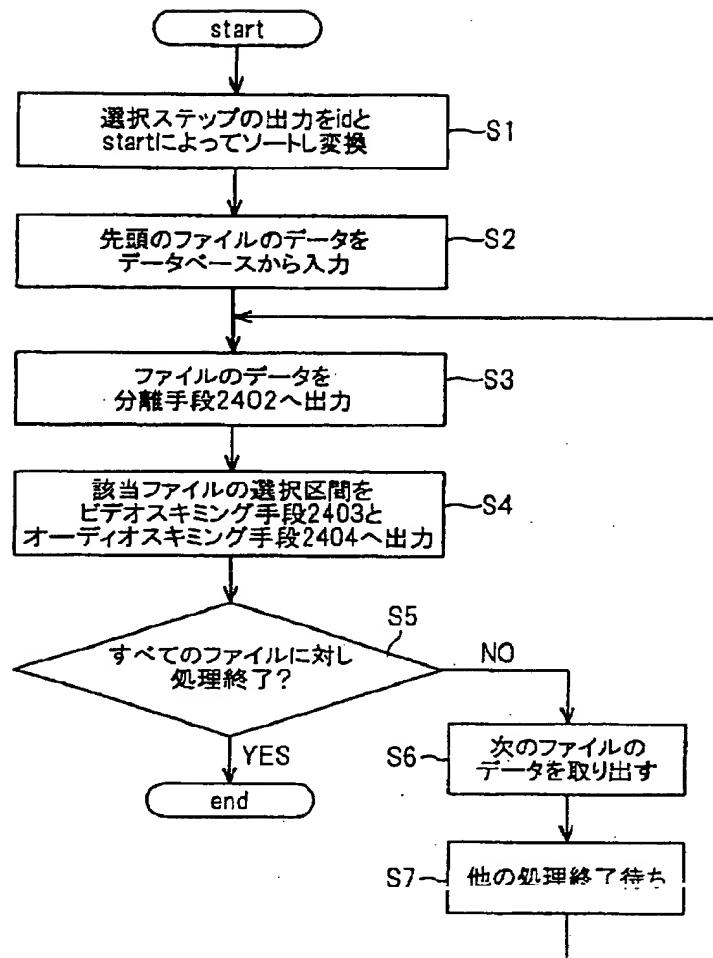 start
選択ステップの出力をidと
startによってソートし変換
S1
先頭のファイルのデータを
データベースから入力
S2
ファイルのデータを
分離手段2402へ出力
S3
該当ファイルの選択区間を
ビデオスキミング手段2403と
オーディオスキミング手段2404へ出力
S4
すべてのファイルに対し
処理終了?
S5
NO
YES
end
S6
次のファイルの
データを取り出す
S7
他の処理終了待ち